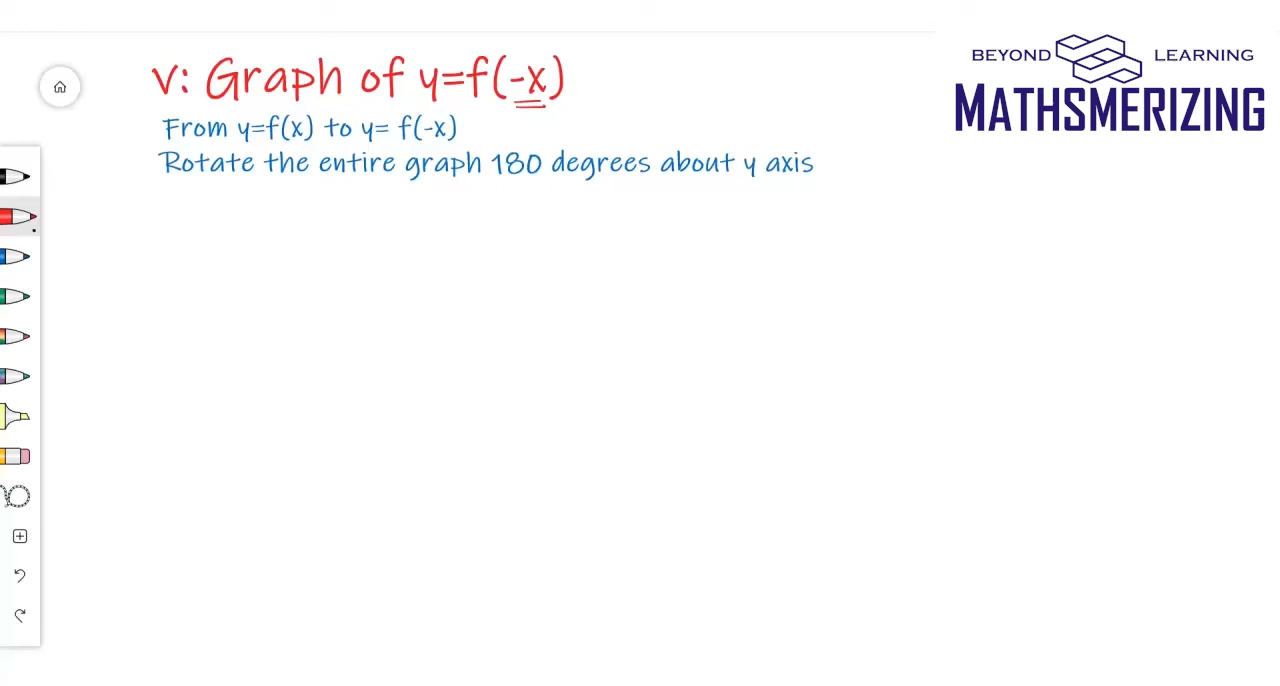 v: Graph of y=f(-x)
From y=f(x) to y= f(-x)
Rotate the entire graph 180 degrees about y axis
BEYOND LEARNING
MATHSMERIZING